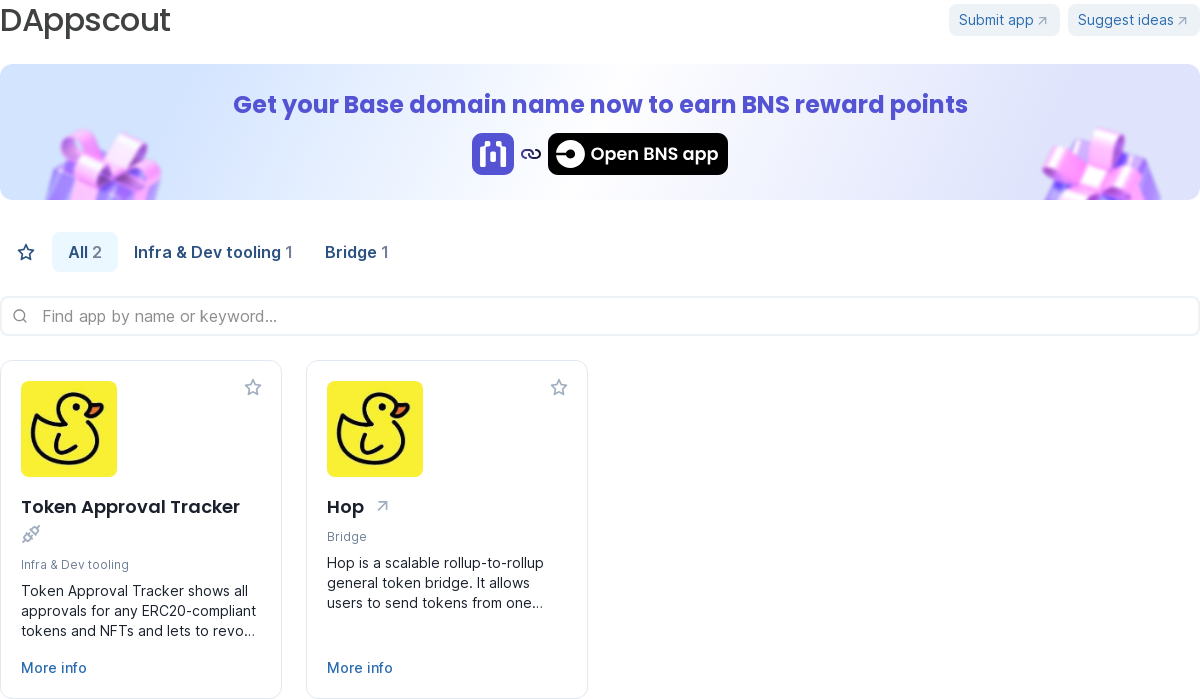 DAppscout
Submit app
Suggest ideas
Get your Base domain name now to earn BNS reward points
Open BNS app
All 2
Infra & Dev tooling 1
Bridge 1
Find app by name or keyword...
Token Approval Tracker
Infra & Dev tooling
Token Approval Tracker shows all
approvals for any ERC20-compliant
tokens and NFTs and lets to revo...
More info
Hop
Bridge
Hop is a scalable rollup-to-rollup
general token bridge. It allows
users to send tokens from one...
More info